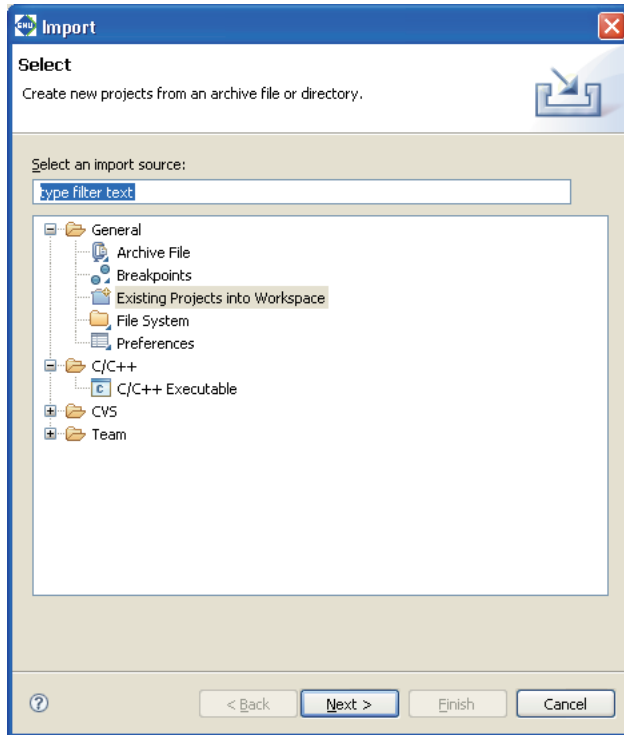 GNU Import
Select
Create new projects from an archive file or directory.
Select an import source:
type filter text
General
Archive File
Breakpoints
Existing Projects into Workspace
File System
Preferences
C/C++
C/C++ Executable
CVS
Team
< Back Next > Finish Cancel